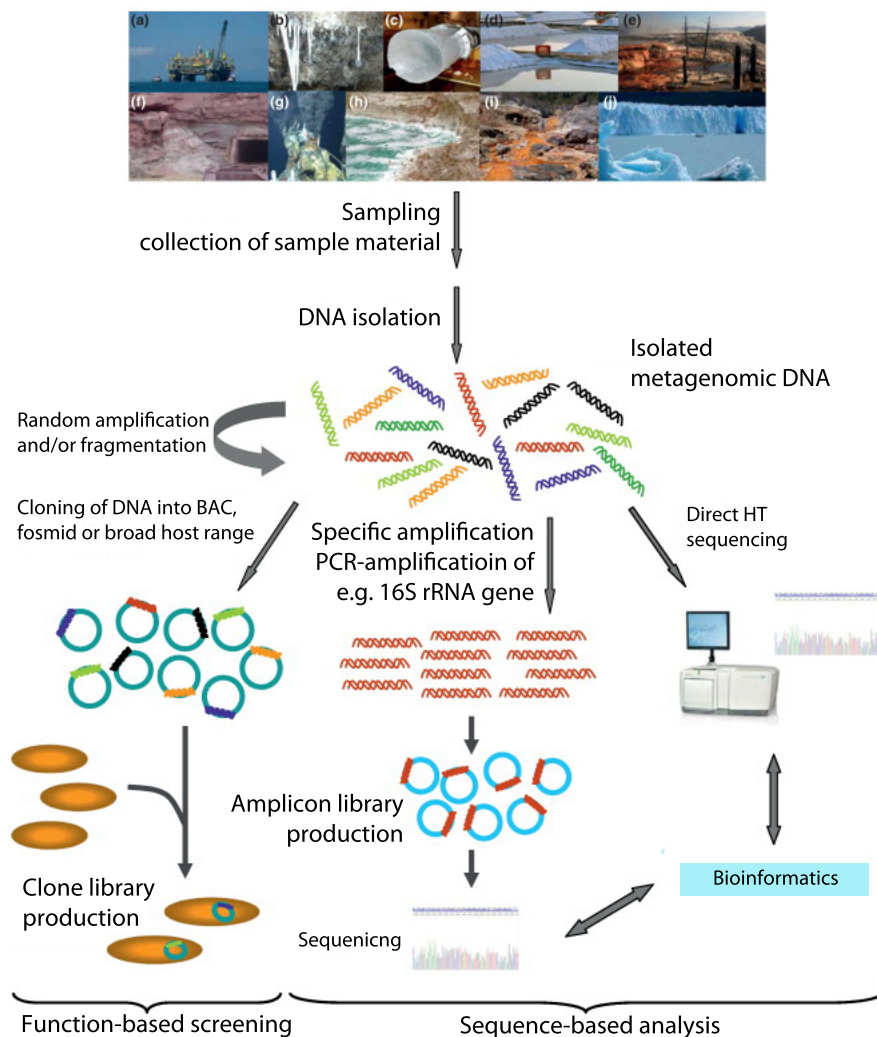 (a)
(b)
(c)
(d)
(e)
(f)
(g)
(h)
(i)
(j)
Sampling
collection of sample material
DNA isolation
Isolated
metagenomic DNA
Random amplification
and/or fragmentation
Cloning of DNA into BAC,
fosmid or broad host range
Specific amplification
PCR-amplificatioin of
e.g. 16S rRNA gene
Direct HT
sequencing
Amplicon library
production
Clone library
production
Bioinformatics
Sequenicng
Function-based screening
Sequence-based analysis